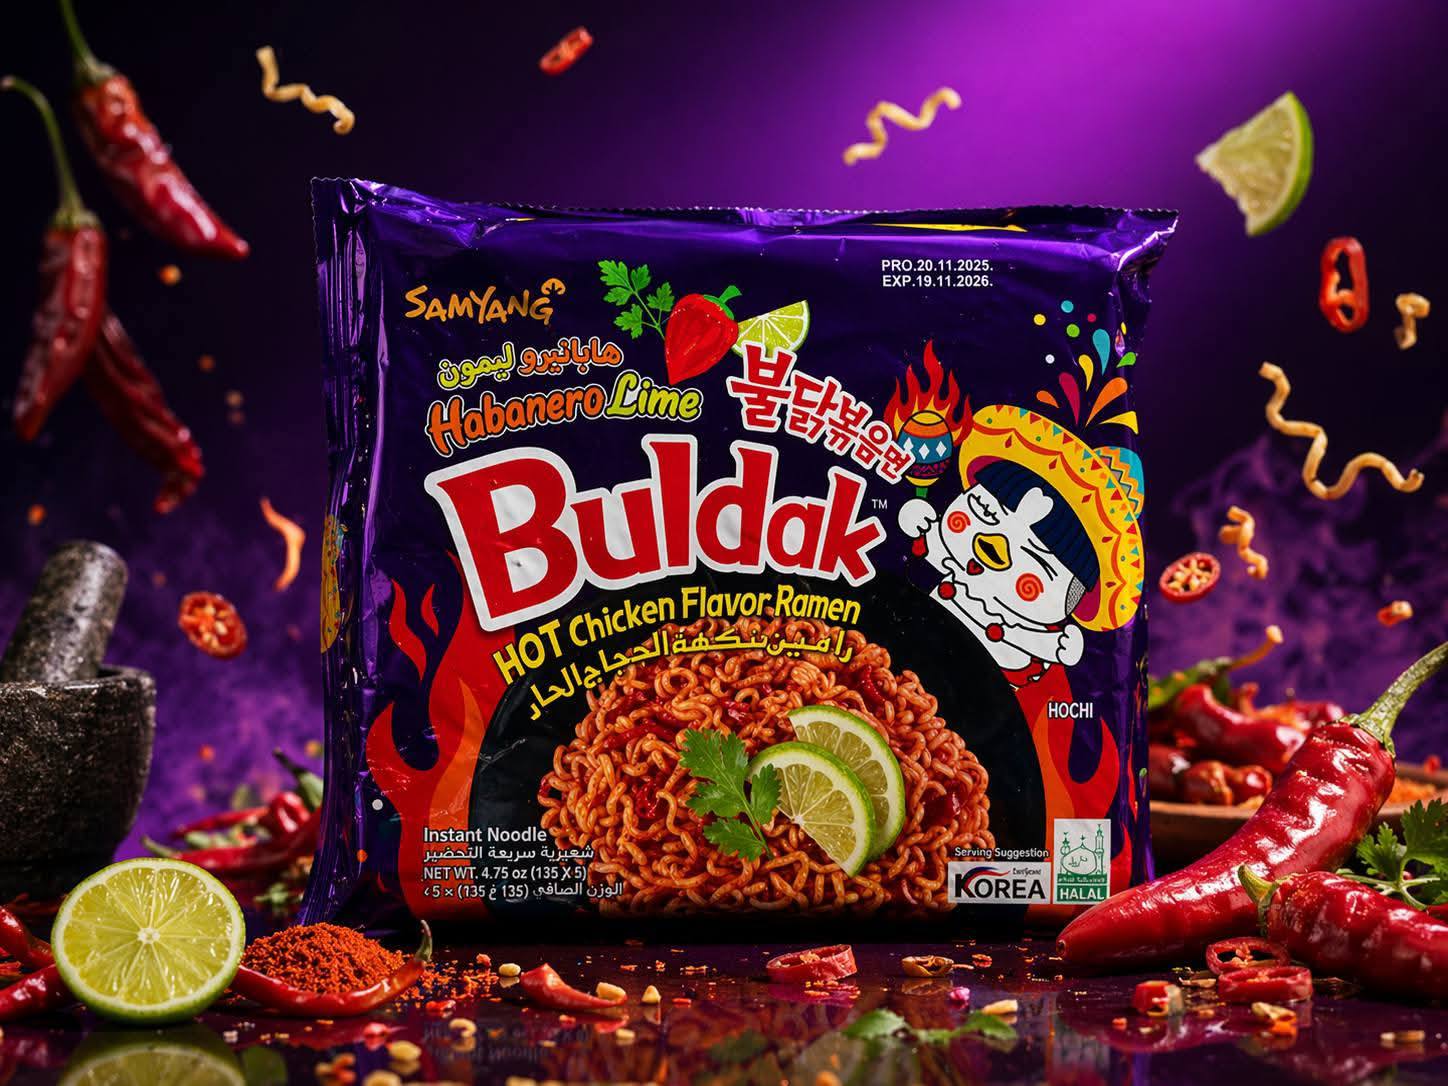 PRO.20.11.2025.
EXP.19.11.2026.
SAMYANG
هابانيرو ليمون
Habanero Lime
불닭볶음면
Buldak™
HOT Chicken Flavor Ramen
رامين بنكهة الدجاج الحار
HOCHI
Instant Noodle
شعيرية سريعة التحضير
NET WT. 4.75 oz (135 X 5)
الوزن الصافي (135 غ 135) × 5
Serving Suggestion
KOREA
HALAL